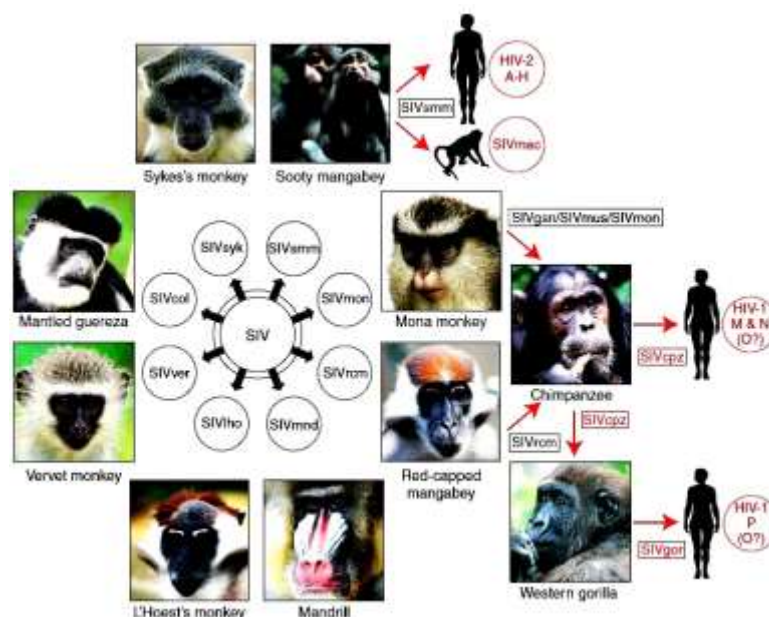 HIV-2
A-H
SIVsmm
SIVmac
Sykes's monkey
Sooty mangabey
SIVgsn/SIVmus/SIVmon
SIVsyk
SIVsmm
SIVcol
SIVmon
HIV-1
M & N
(O?)
Mantled guereza
SIV
Mona monkey
SIVcpz
SIVver
SIVrcm
Chimpanzee
SIVlho
SIVmnd
SIVcpz
SIVrcm
Vervet monkey
Red-capped
mangabey
HIV-1
P
(O?)
SIVgor
L'Hoest's monkey
Mandrill
Western gorilla